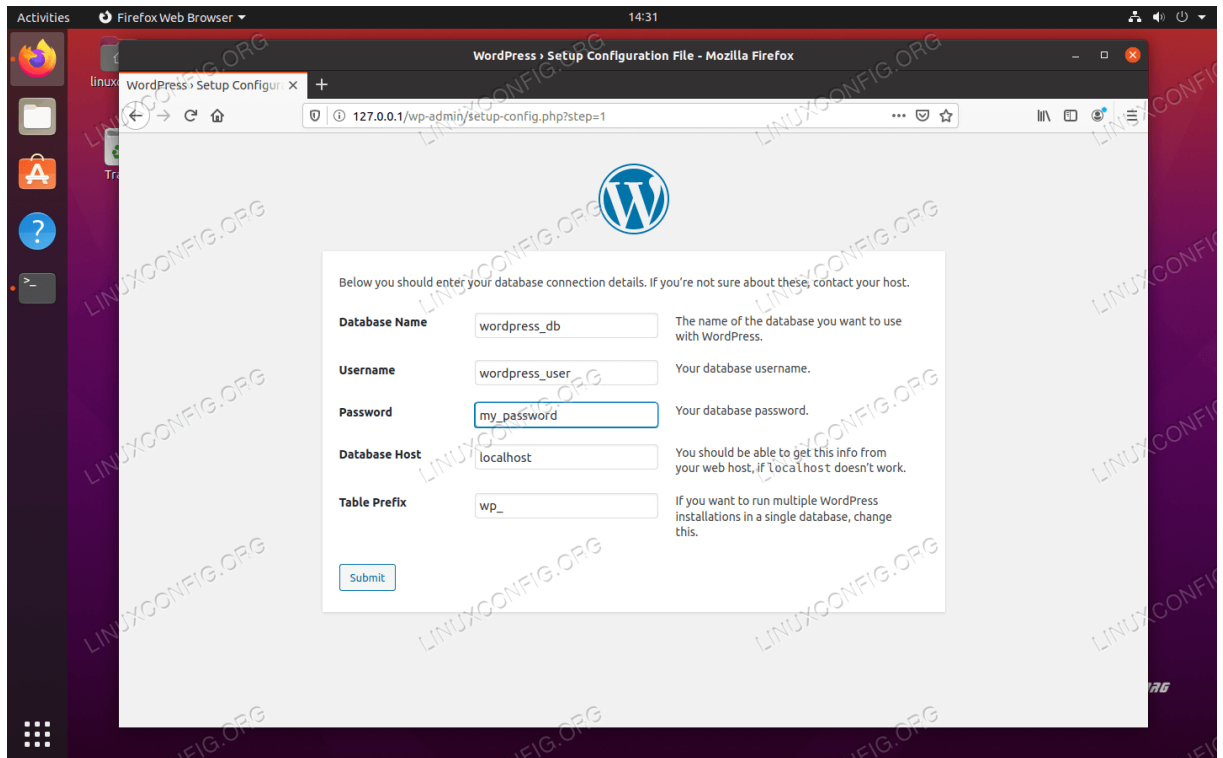 Activities Firefox Web Browser 14:31
WordPress › Setup Configuration File - Mozilla Firefox
WordPress › Setup Configur
127.0.0.1/wp-admin/setup-config.php?step=1
Below you should enter your database connection details. If you're not sure about these, contact your host.
Database Name wordpress_db The name of the database you want to use
with WordPress.
Username wordpress_user Your database username.
Password my_password Your database password.
Database Host localhost You should be able to get this info from
your web host, if localhost doesn't work.
Table Prefix wp_ If you want to run multiple WordPress
installations in a single database, change
this.
Submit
LINUXCONFIG.ORG